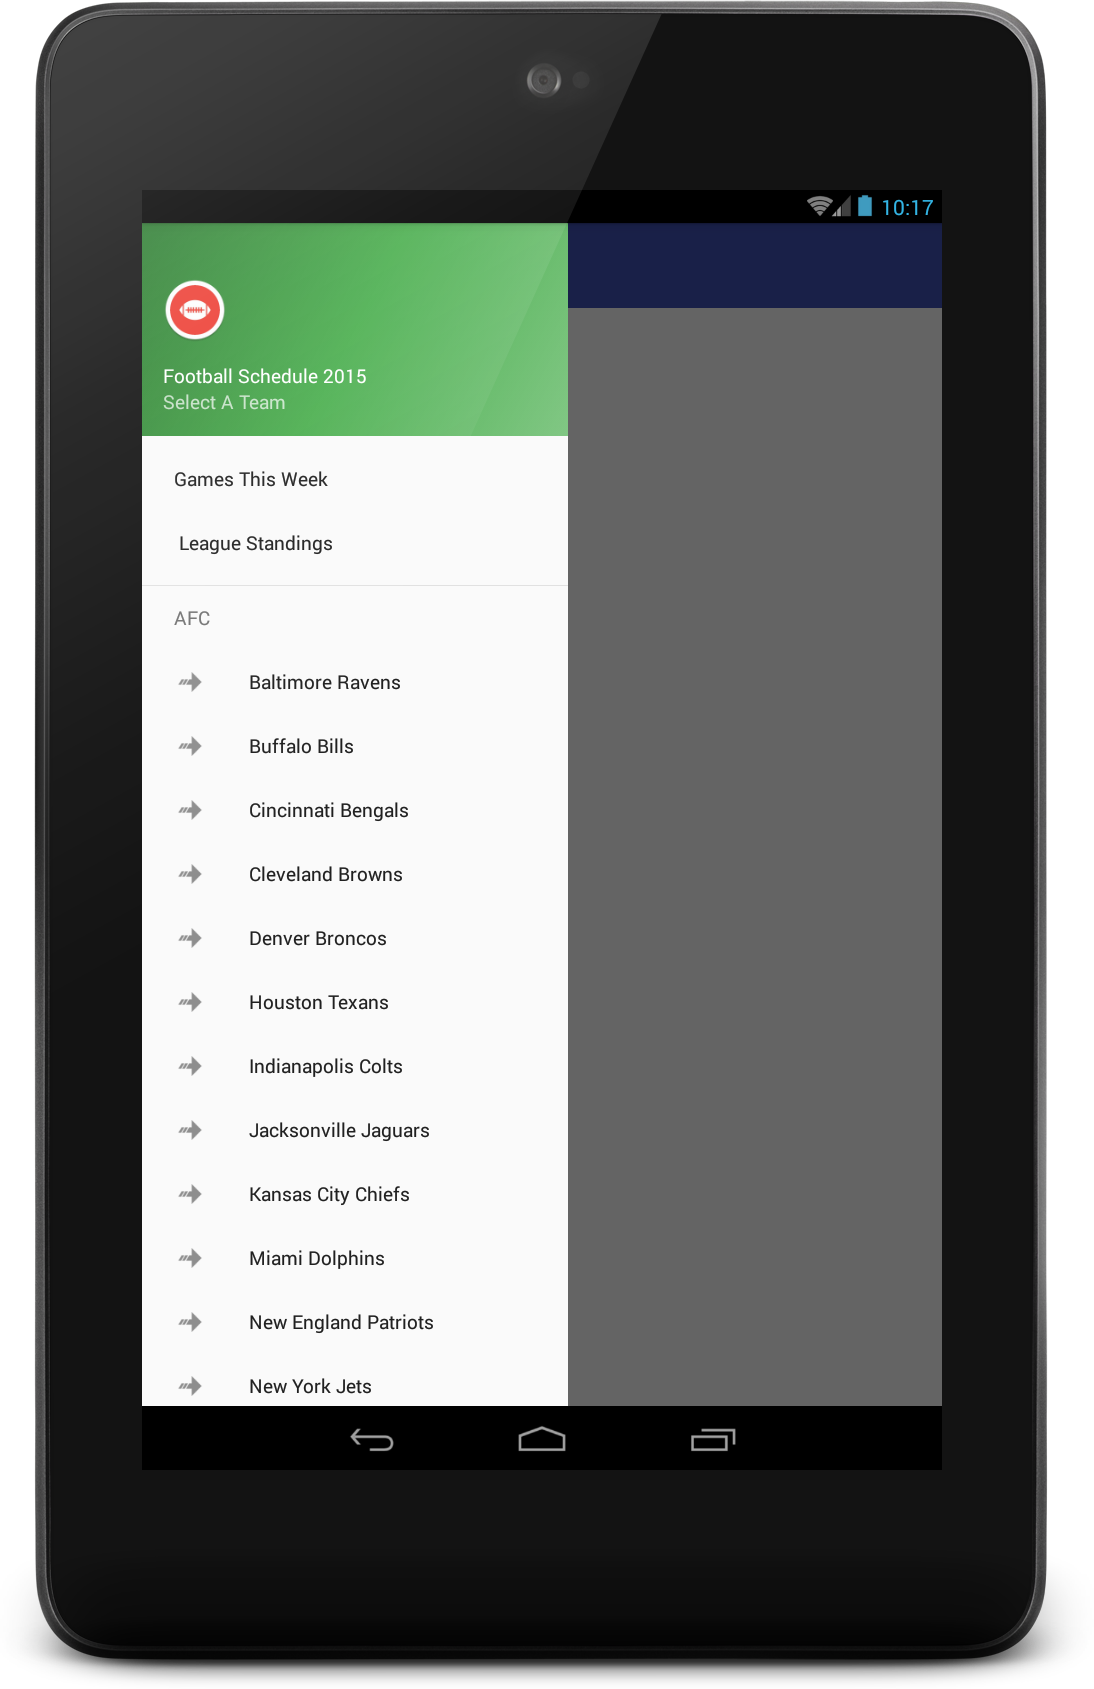 10:17
Football Schedule 2015
Select A Team
Games This Week
League Standings
AFC
Baltimore Ravens
Buffalo Bills
Cincinnati Bengals
Cleveland Browns
Denver Broncos
Houston Texans
Indianapolis Colts
Jacksonville Jaguars
Kansas City Chiefs
Miami Dolphins
New England Patriots
New York Jets